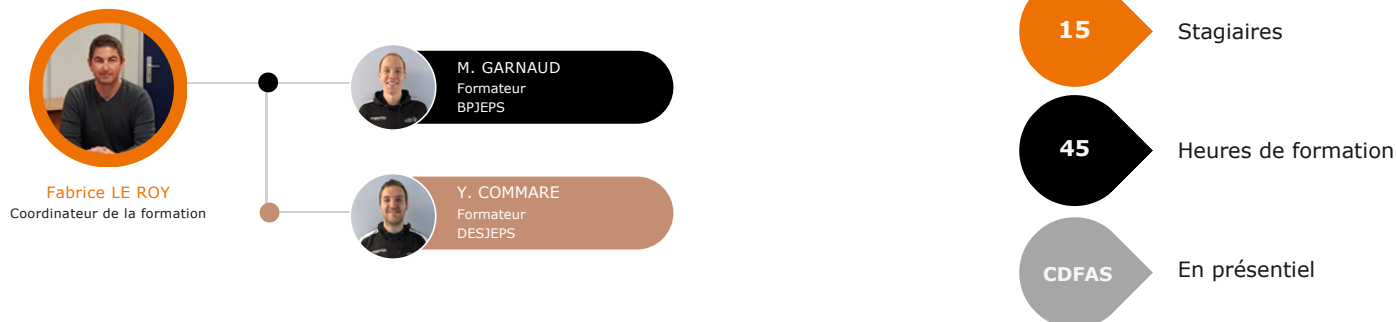 Fabrice LE ROY
Coordinateur de la formation
M. GARNAUD
Formateur
BPJEPS
Y. COMMARE
Formateur
DESJEPS
15
Stagiaires
45
Heures de formation
CDFAS
En présentiel